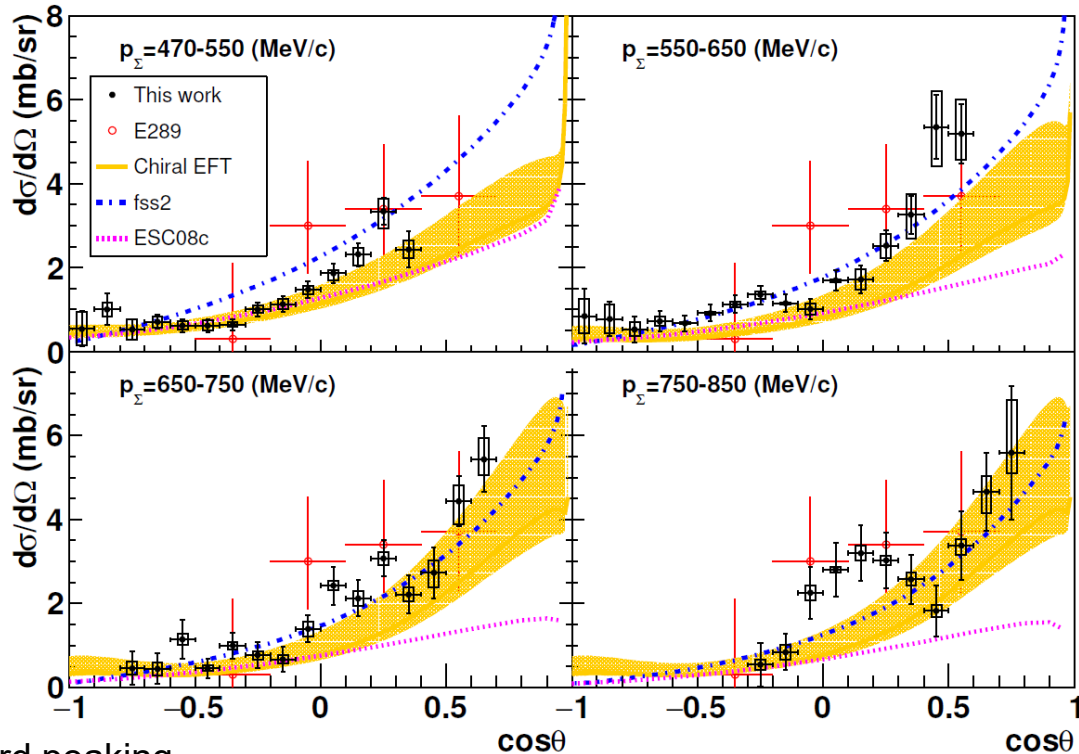 p_Σ=470-550 (MeV/c)
p_Σ=550-650 (MeV/c)
This work
E289
Chiral EFT
fss2
ESC08c
dσ/dΩ (mb/sr)
8
6
4
2
0
p_Σ=650-750 (MeV/c)
p_Σ=750-850 (MeV/c)
dσ/dΩ (mb/sr)
6
4
2
0
−1 −0.5 0 0.5 −1 −0.5 0 0.5 1
cosθ cosθ
rd peaking